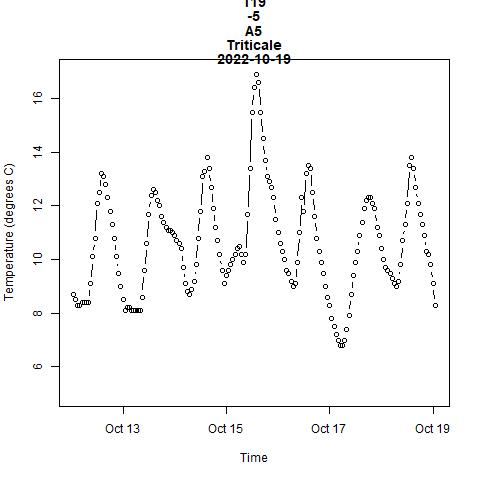 T19
-5
A5
Triticale
2022-10-19
Temperature (degrees C)
16
14
12
10
8
6
Oct 13
Oct 15
Oct 17
Oct 19
Time